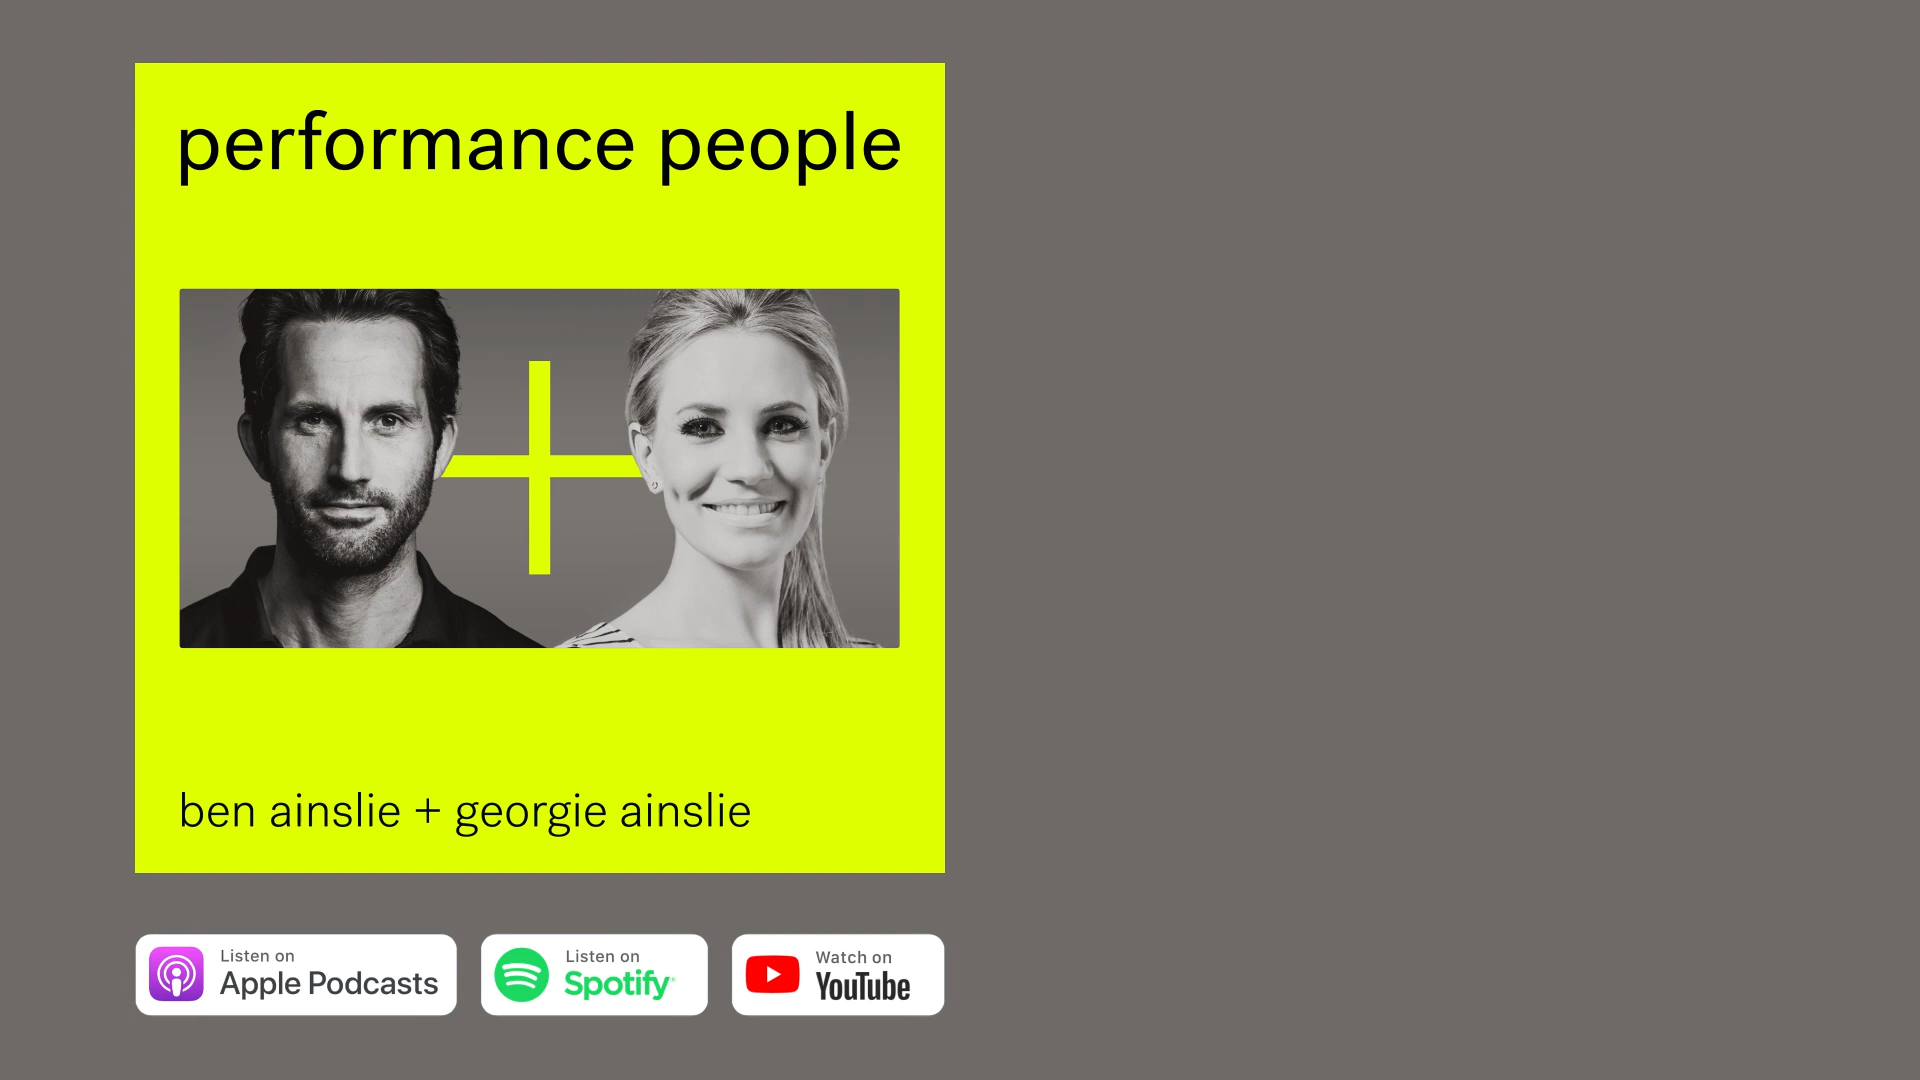 performance people
ben ainslie + georgie ainslie
Listen on
Apple Podcasts
Listen on
Spotify
Watch on
YouTube